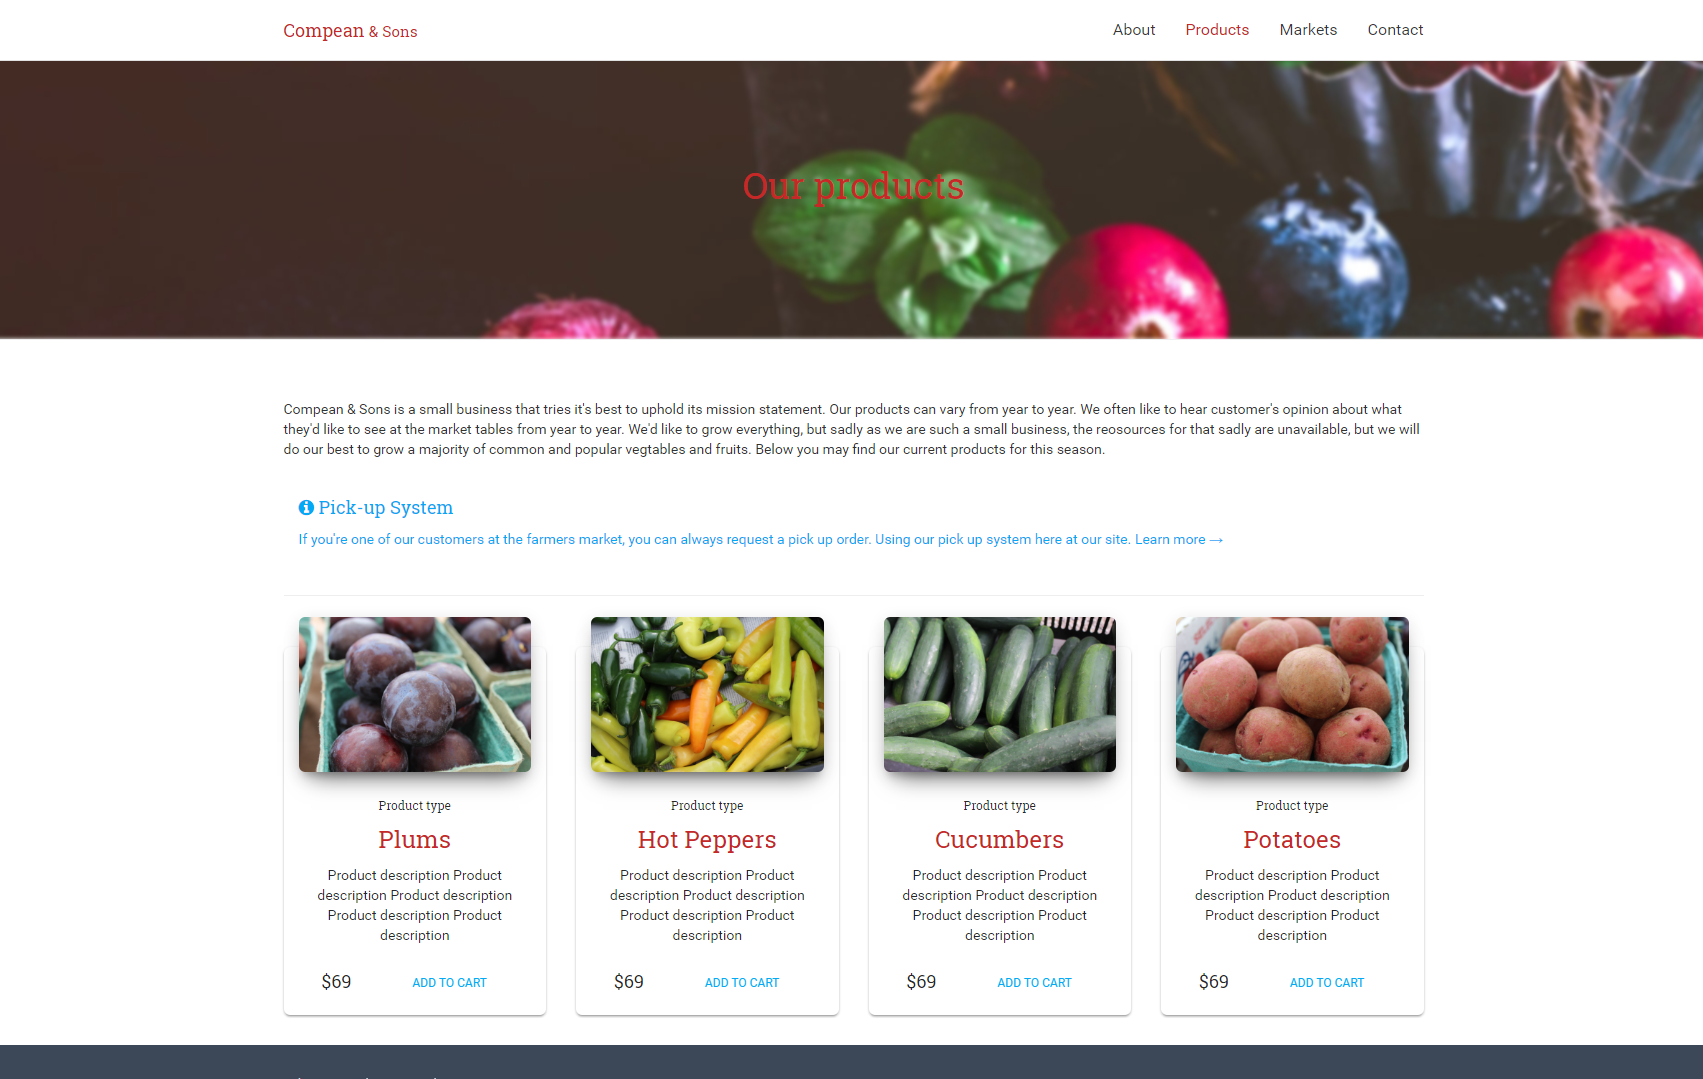 Compean & Sons
About Products Markets Contact
Our products
Compean & Sons is a small business that tries it's best to uphold its mission statement. Our products can vary from year to year. We often like to hear customer's opinion about what
they'd like to see at the market tables from year to year. We'd like to grow everything, but sadly as we are such a small business, the reosources for that sadly are unavailable, but we will
do our best to grow a majority of common and popular vegtables and fruits. Below you may find our current products for this season.
Pick-up System
If you're one of our customers at the farmers market, you can always request a pick up order. Using our pick up system here at our site. Learn more →
Product type
Plums
Product description Product
description Product description
Product description Product
description
$69 ADD TO CART
Product type
Hot Peppers
Product description Product
description Product description
Product description Product
description
$69 ADD TO CART
Product type
Cucumbers
Product description Product
description Product description
Product description Product
description
$69 ADD TO CART
Product type
Potatoes
Product description Product
description Product description
Product description Product
description
$69 ADD TO CART